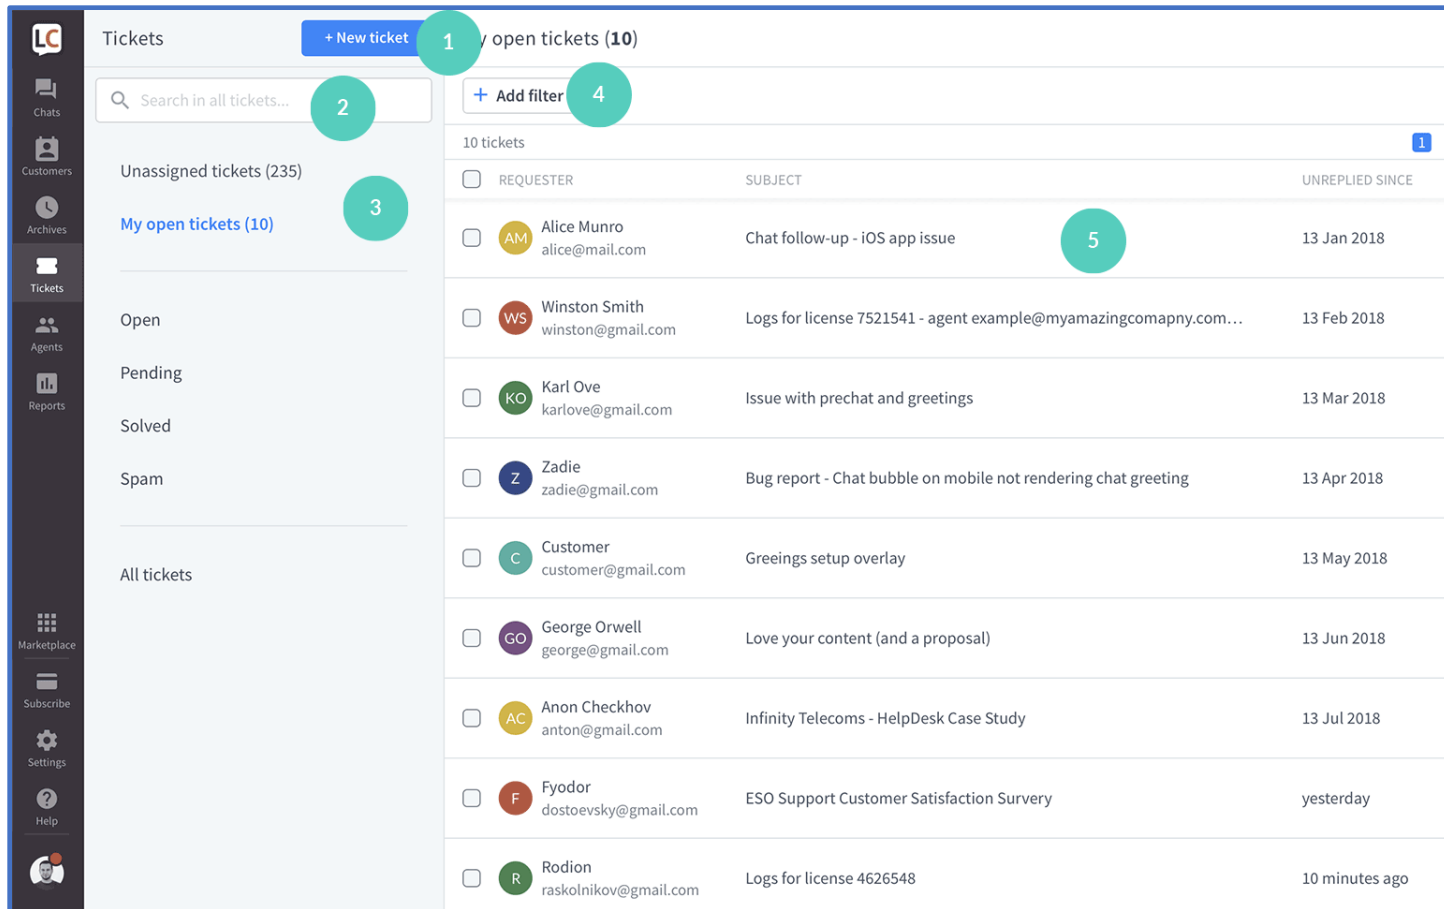 LC
Chats
Customers
Archives
Tickets
Agents
Reports
Marketplace
Subscribe
Settings
Help
Tickets
+ New ticket
1
Search in all tickets...
2
Unassigned tickets (235)
My open tickets (10)
3
Open
Pending
Solved
Spam
All tickets
y open tickets (10)
+ Add filter
4
10 tickets
1
REQUESTER SUBJECT UNREPLIED SINCE
AM Alice Munro
alice@mail.com
Chat follow-up - iOS app issue
5
13 Jan 2018
WS Winston Smith
winston@gmail.com
Logs for license 7521541 - agent example@myamazingcomapny.com...
13 Feb 2018
KO Karl Ove
karlove@gmail.com
Issue with prechat and greetings
13 Mar 2018
Z Zadie
zadie@gmail.com
Bug report - Chat bubble on mobile not rendering chat greeting
13 Apr 2018
C Customer
customer@gmail.com
Greeings setup overlay
13 May 2018
GO George Orwell
george@gmail.com
Love your content (and a proposal)
13 Jun 2018
AC Anon Checkhov
anton@gmail.com
Infinity Telecoms - HelpDesk Case Study
13 Jul 2018
F Fyodor
dostoevsky@gmail.com
ESO Support Customer Satisfaction Survery
yesterday
R Rodion
raskolnikov@gmail.com
Logs for license 4626548
10 minutes ago